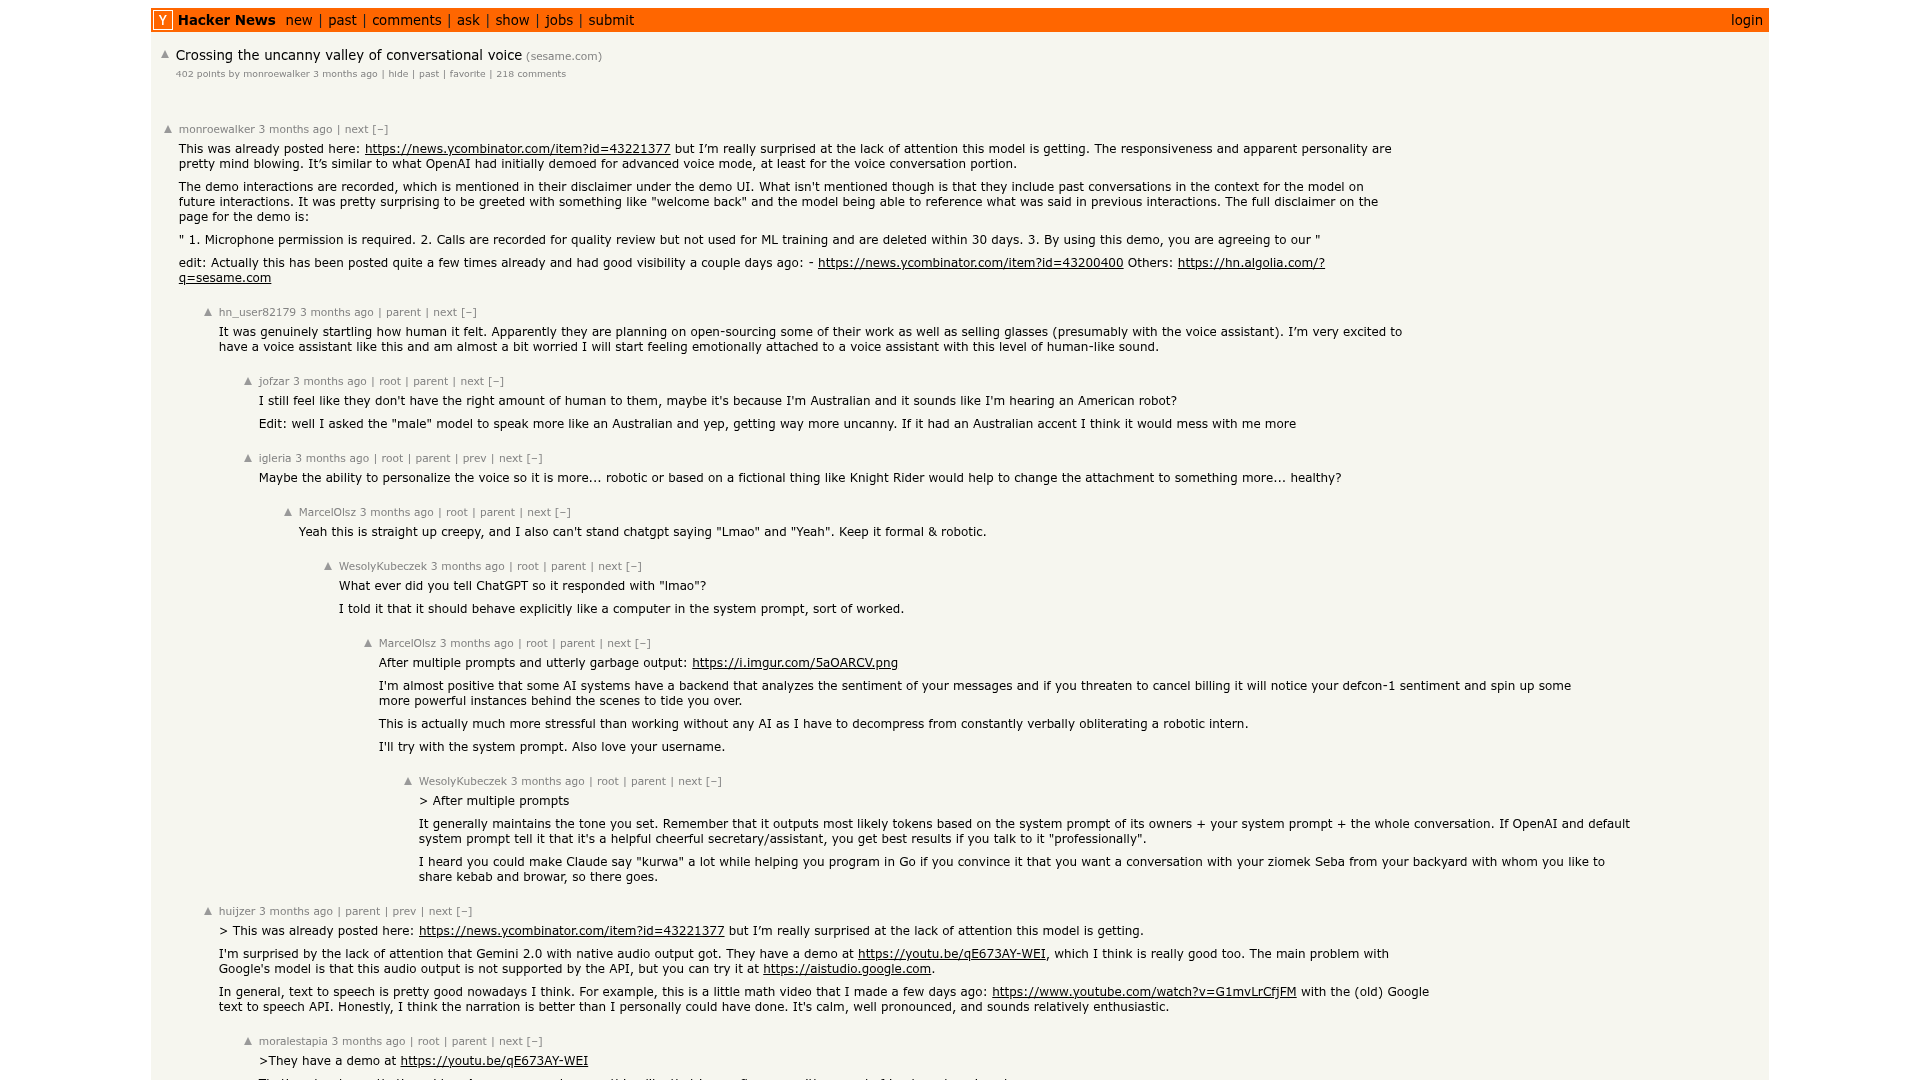 Y Hacker News new | past | comments | ask | show | jobs | submit login
▲ Crossing the uncanny valley of conversational voice (sesame.com)
402 points by monroewalker 3 months ago | hide | past | favorite | 218 comments
▲ monroewalker 3 months ago | next [–]
This was already posted here: https://news.ycombinator.com/item?id=43221377 but I’m really surprised at the lack of attention this model is getting. The responsiveness and apparent personality are
pretty mind blowing. It’s similar to what OpenAI had initially demoed for advanced voice mode, at least for the voice conversation portion.
The demo interactions are recorded, which is mentioned in their disclaimer under the demo UI. What isn't mentioned though is that they include past conversations in the context for the model on
future interactions. It was pretty surprising to be greeted with something like "welcome back" and the model being able to reference what was said in previous interactions. The full disclaimer on the
page for the demo is:
" 1. Microphone permission is required. 2. Calls are recorded for quality review but not used for ML training and are deleted within 30 days. 3. By using this demo, you are agreeing to our "
edit: Actually this has been posted quite a few times already and had good visibility a couple days ago: - https://news.ycombinator.com/item?id=43200400 Others: https://hn.algolia.com/?
q=sesame.com
▲ hn_user82179 3 months ago | parent | next [–]
It was genuinely startling how human it felt. Apparently they are planning on open-sourcing some of their work as well as selling glasses (presumably with the voice assistant). I’m very excited to
have a voice assistant like this and am almost a bit worried I will start feeling emotionally attached to a voice assistant with this level of human-like sound.
▲ jofzar 3 months ago | root | parent | next [–]
I still feel like they don't have the right amount of human to them, maybe it's because I'm Australian and it sounds like I'm hearing an American robot?
Edit: well I asked the "male" model to speak more like an Australian and yep, getting way more uncanny. If it had an Australian accent I think it would mess with me more
▲ igleria 3 months ago | root | parent | prev | next [–]
Maybe the ability to personalize the voice so it is more... robotic or based on a fictional thing like Knight Rider would help to change the attachment to something more... healthy?
▲ MarcelOlsz 3 months ago | root | parent | next [–]
Yeah this is straight up creepy, and I also can't stand chatgpt saying "Lmao" and "Yeah". Keep it formal & robotic.
▲ WesolyKubeczek 3 months ago | root | parent | next [–]
What ever did you tell ChatGPT so it responded with "lmao"?
I told it that it should behave explicitly like a computer in the system prompt, sort of worked.
▲ MarcelOlsz 3 months ago | root | parent | next [–]
After multiple prompts and utterly garbage output: https://i.imgur.com/5aOARCV.png
I'm almost positive that some AI systems have a backend that analyzes the sentiment of your messages and if you threaten to cancel billing it will notice your defcon-1 sentiment and spin up some
more powerful instances behind the scenes to tide you over.
This is actually much more stressful than working without any AI as I have to decompress from constantly verbally obliterating a robotic intern.
I'll try with the system prompt. Also love your username.
▲ WesolyKubeczek 3 months ago | root | parent | next [–]
> After multiple prompts
It generally maintains the tone you set. Remember that it outputs most likely tokens based on the system prompt of its owners + your system prompt + the whole conversation. If OpenAI and default
system prompt tell it that it's a helpful cheerful secretary/assistant, you get best results if you talk to it "professionally".
I heard you could make Claude say "kurwa" a lot while helping you program in Go if you convince it that you want a conversation with your ziomek Seba from your backyard with whom you like to
share kebab and browar, so there goes.
▲ huijzer 3 months ago | parent | prev | next [–]
> This was already posted here: https://news.ycombinator.com/item?id=43221377 but I’m really surprised at the lack of attention this model is getting.
I'm surprised by the lack of attention that Gemini 2.0 with native audio output got. They have a demo at https://youtu.be/qE673AY-WEI, which I think is really good too. The main problem with
Google's model is that this audio output is not supported by the API, but you can try it at https://aistudio.google.com.
In general, text to speech is pretty good nowadays I think. For example, this is a little math video that I made a few days ago: https://www.youtube.com/watch?v=G1mvLrCfjFM with the (old) Google
text to speech API. Honestly, I think the narration is better than I personally could have done. It's calm, well pronounced, and sounds relatively enthusiastic.
▲ moralestapia 3 months ago | root | parent | next [–]
>They have a demo at https://youtu.be/qE673AY-WEI